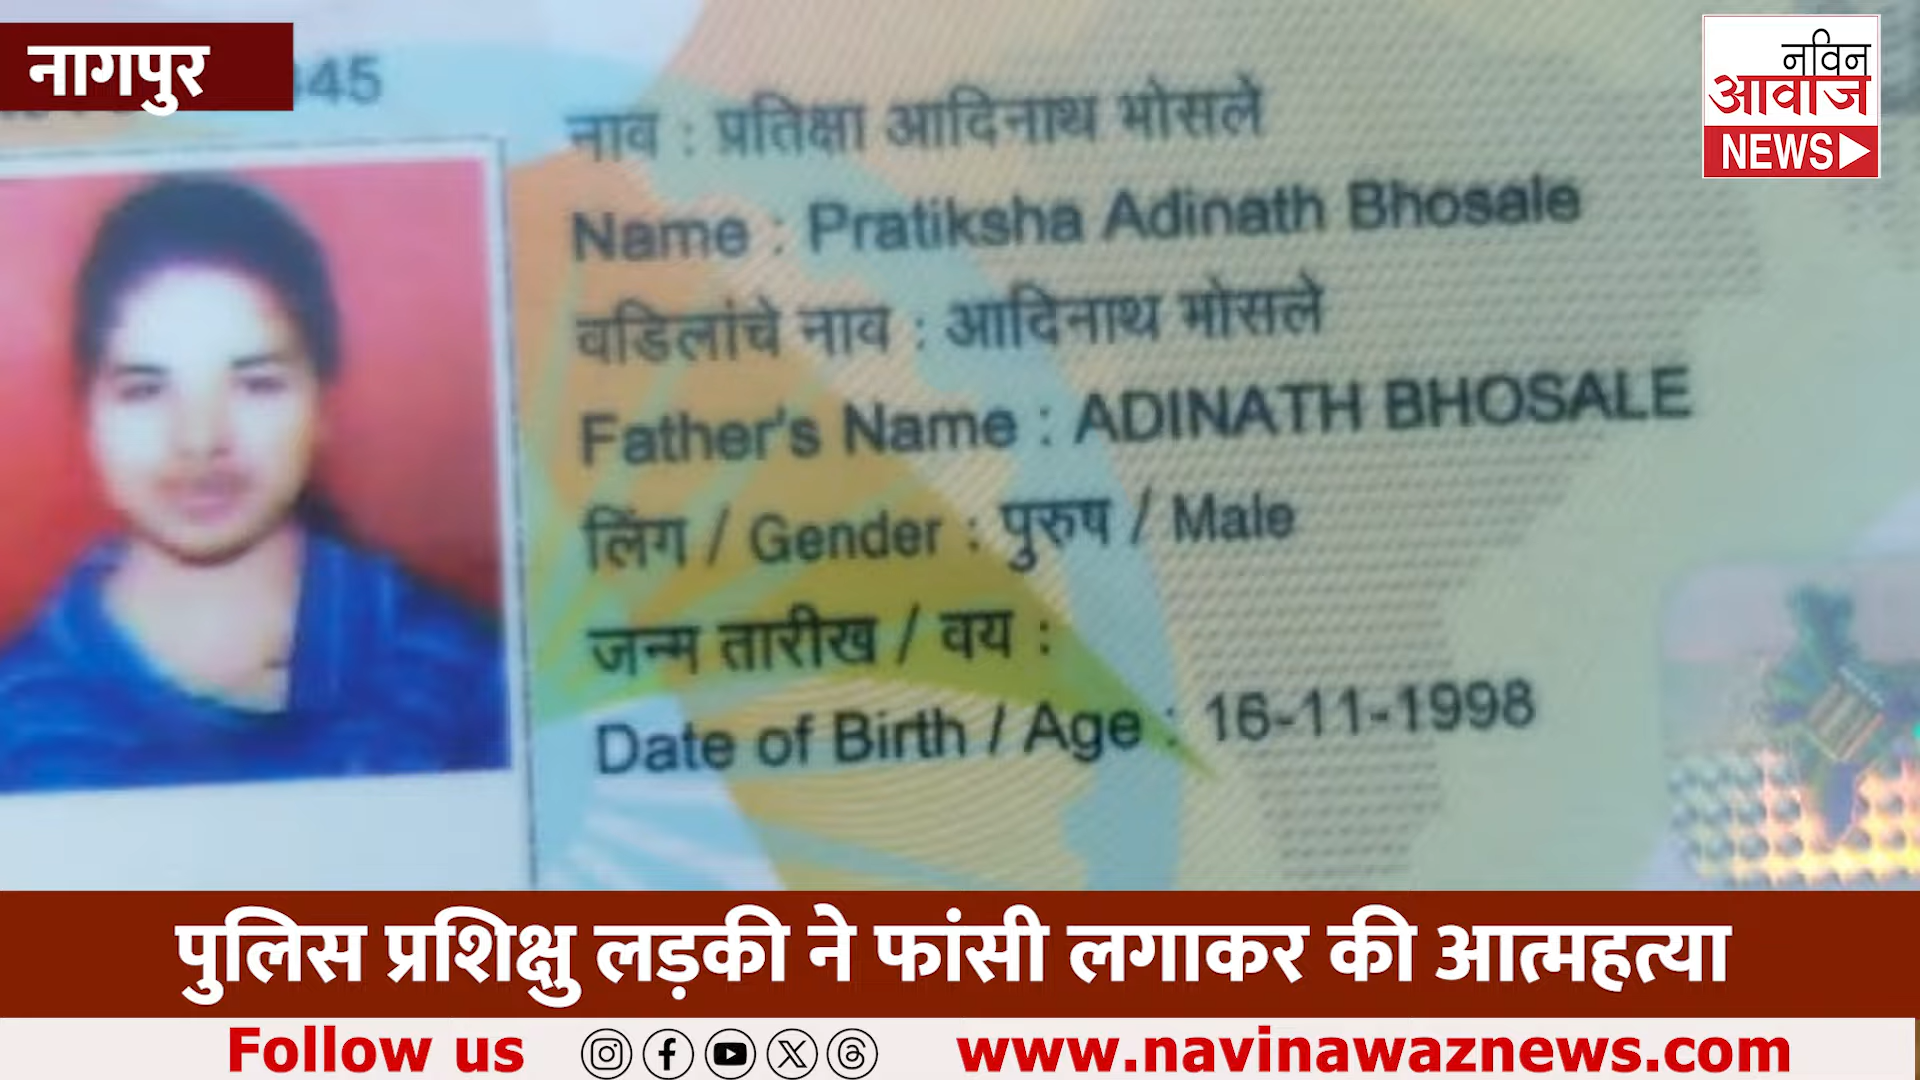 नागपुर
45
नविन
आवाज
NEWS
नाव : प्रतिक्षा आदिनाथ भोसले
Name : Pratiksha Adinath Bhosale
वडिलांचे नाव : आदिनाथ भोसले
Father's Name : ADINATH BHOSALE
लिंग / Gender : पुरुष / Male
जन्म तारीख / वय :
Date of Birth / Age : 16-11-1998
पुलिस प्रशिक्षु लड़की ने फांसी लगाकर की आत्महत्या
Follow us
www.navinawaznews.com